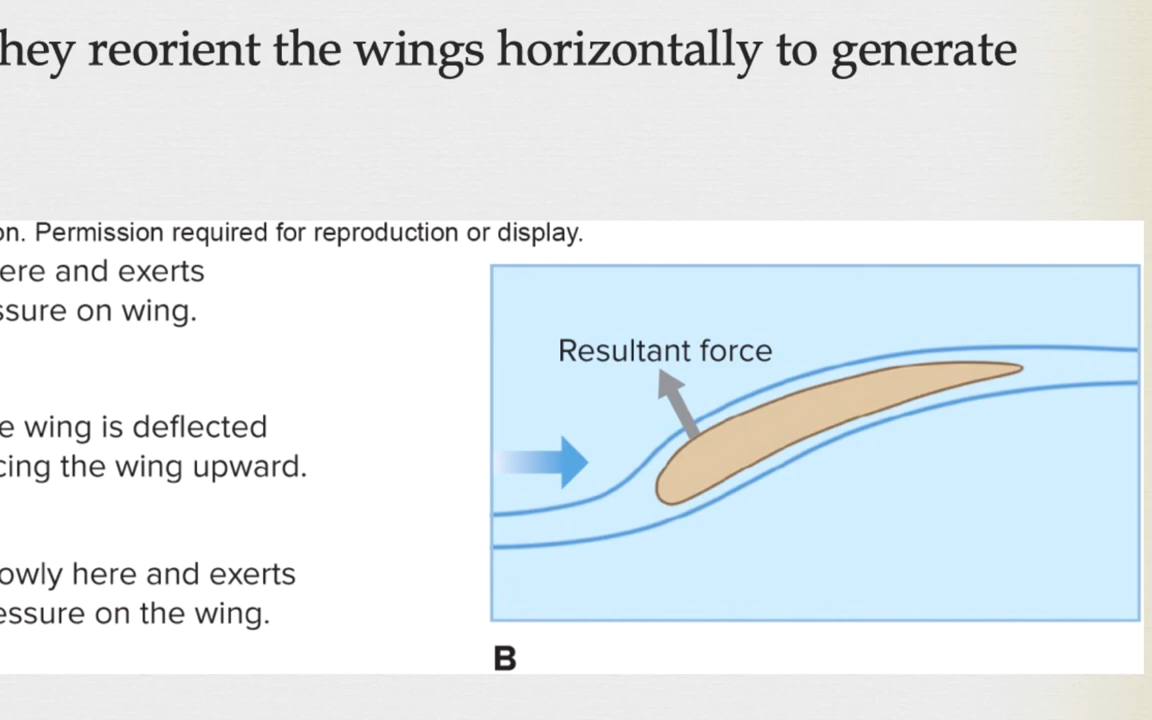 hey reorient the wings horizontally to generate
on. Permission required for reproduction or display.
ere and exerts
ssure on wing.
Resultant force
e wing is deflected
cing the wing upward.
owly here and exerts
essure on the wing.
B